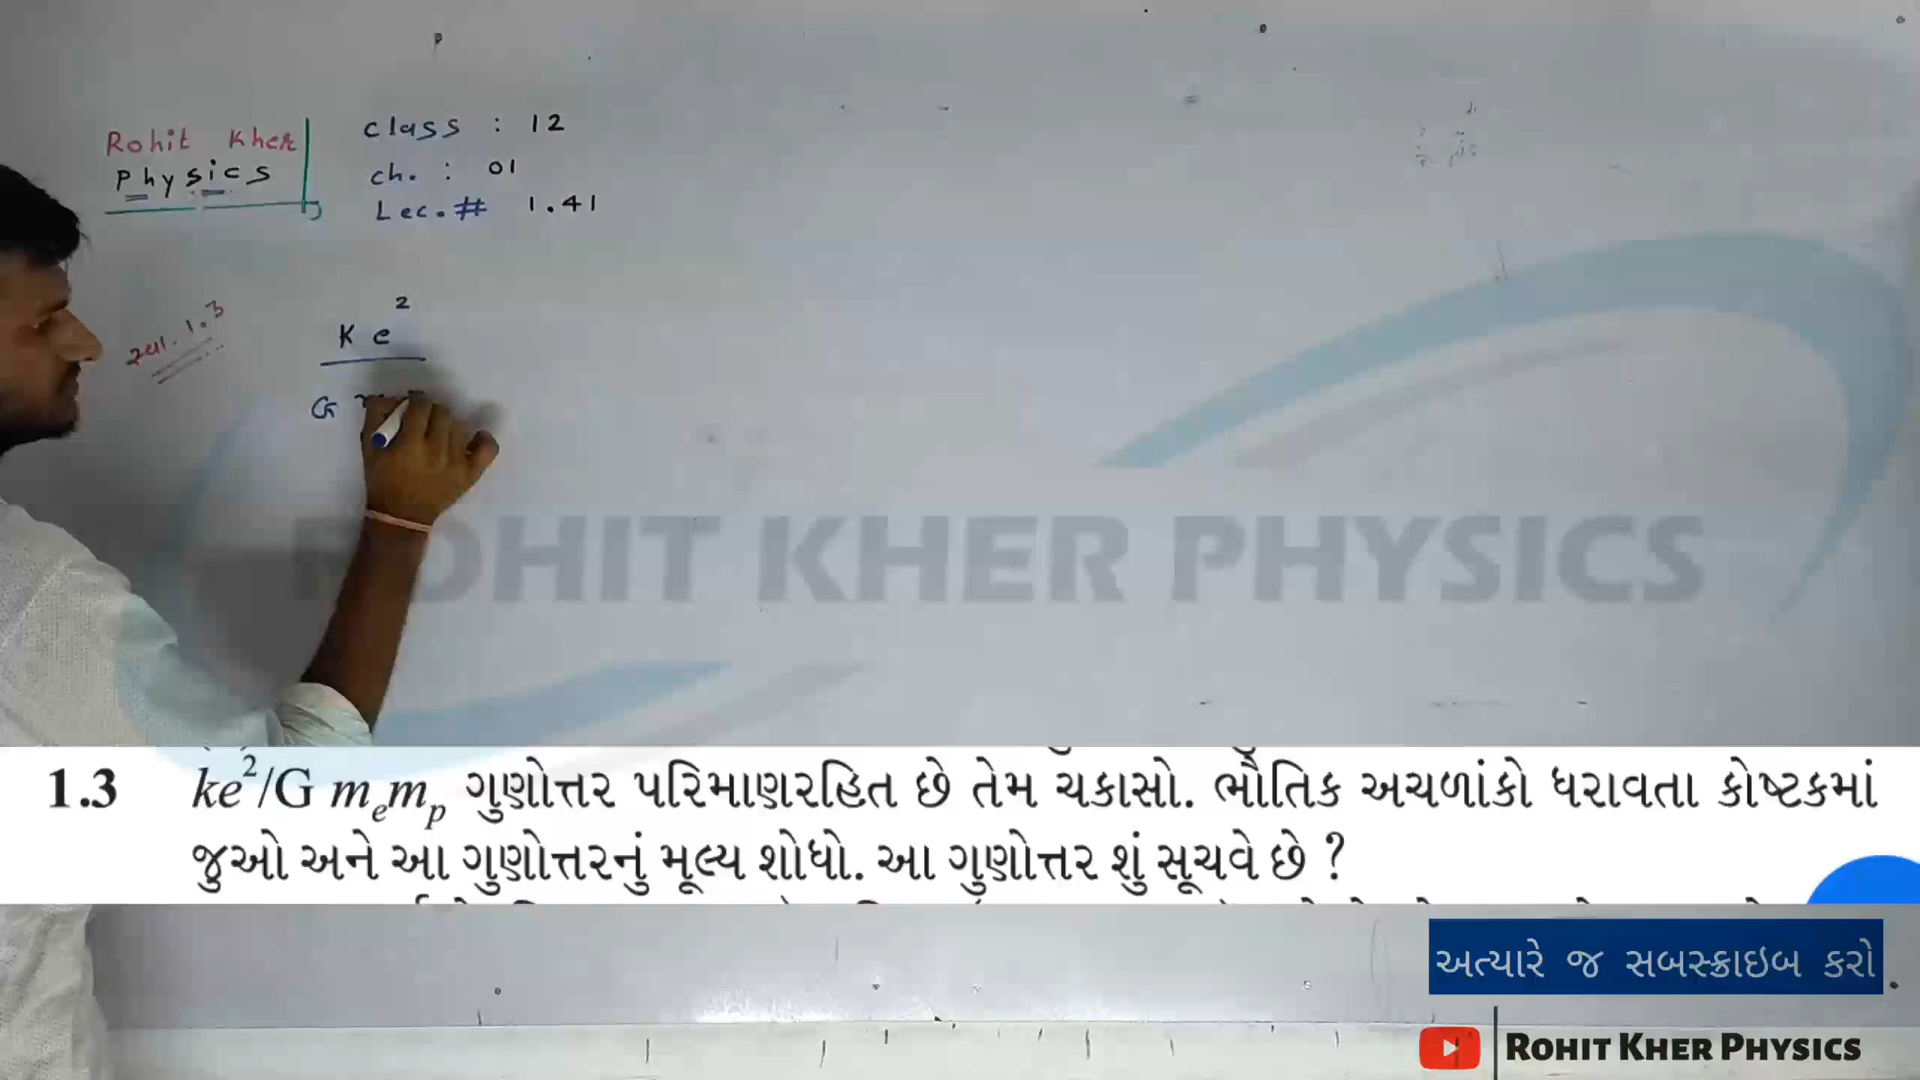 Rohit Kher
Physics
class : 12
ch. : 01
Lec. # 1.41
સ્વા. 1.3
K e²
G
ROHIT KHER PHYSICS
1.3 ke²/G mₑmₚ ગુણોત્તર પરિમાણરહિત છે તેમ ચકાસો. ભૌતિક અચળાંકો ધરાવતા કોષ્ટકમાં
જુઓ અને આ ગુણોત્તરનું મૂલ્ય શોધો. આ ગુણોત્તર શું સૂચવે છે ?
અત્યારે જ સબસ્ક્રાઇબ કરો
ROHIT KHER PHYSICS